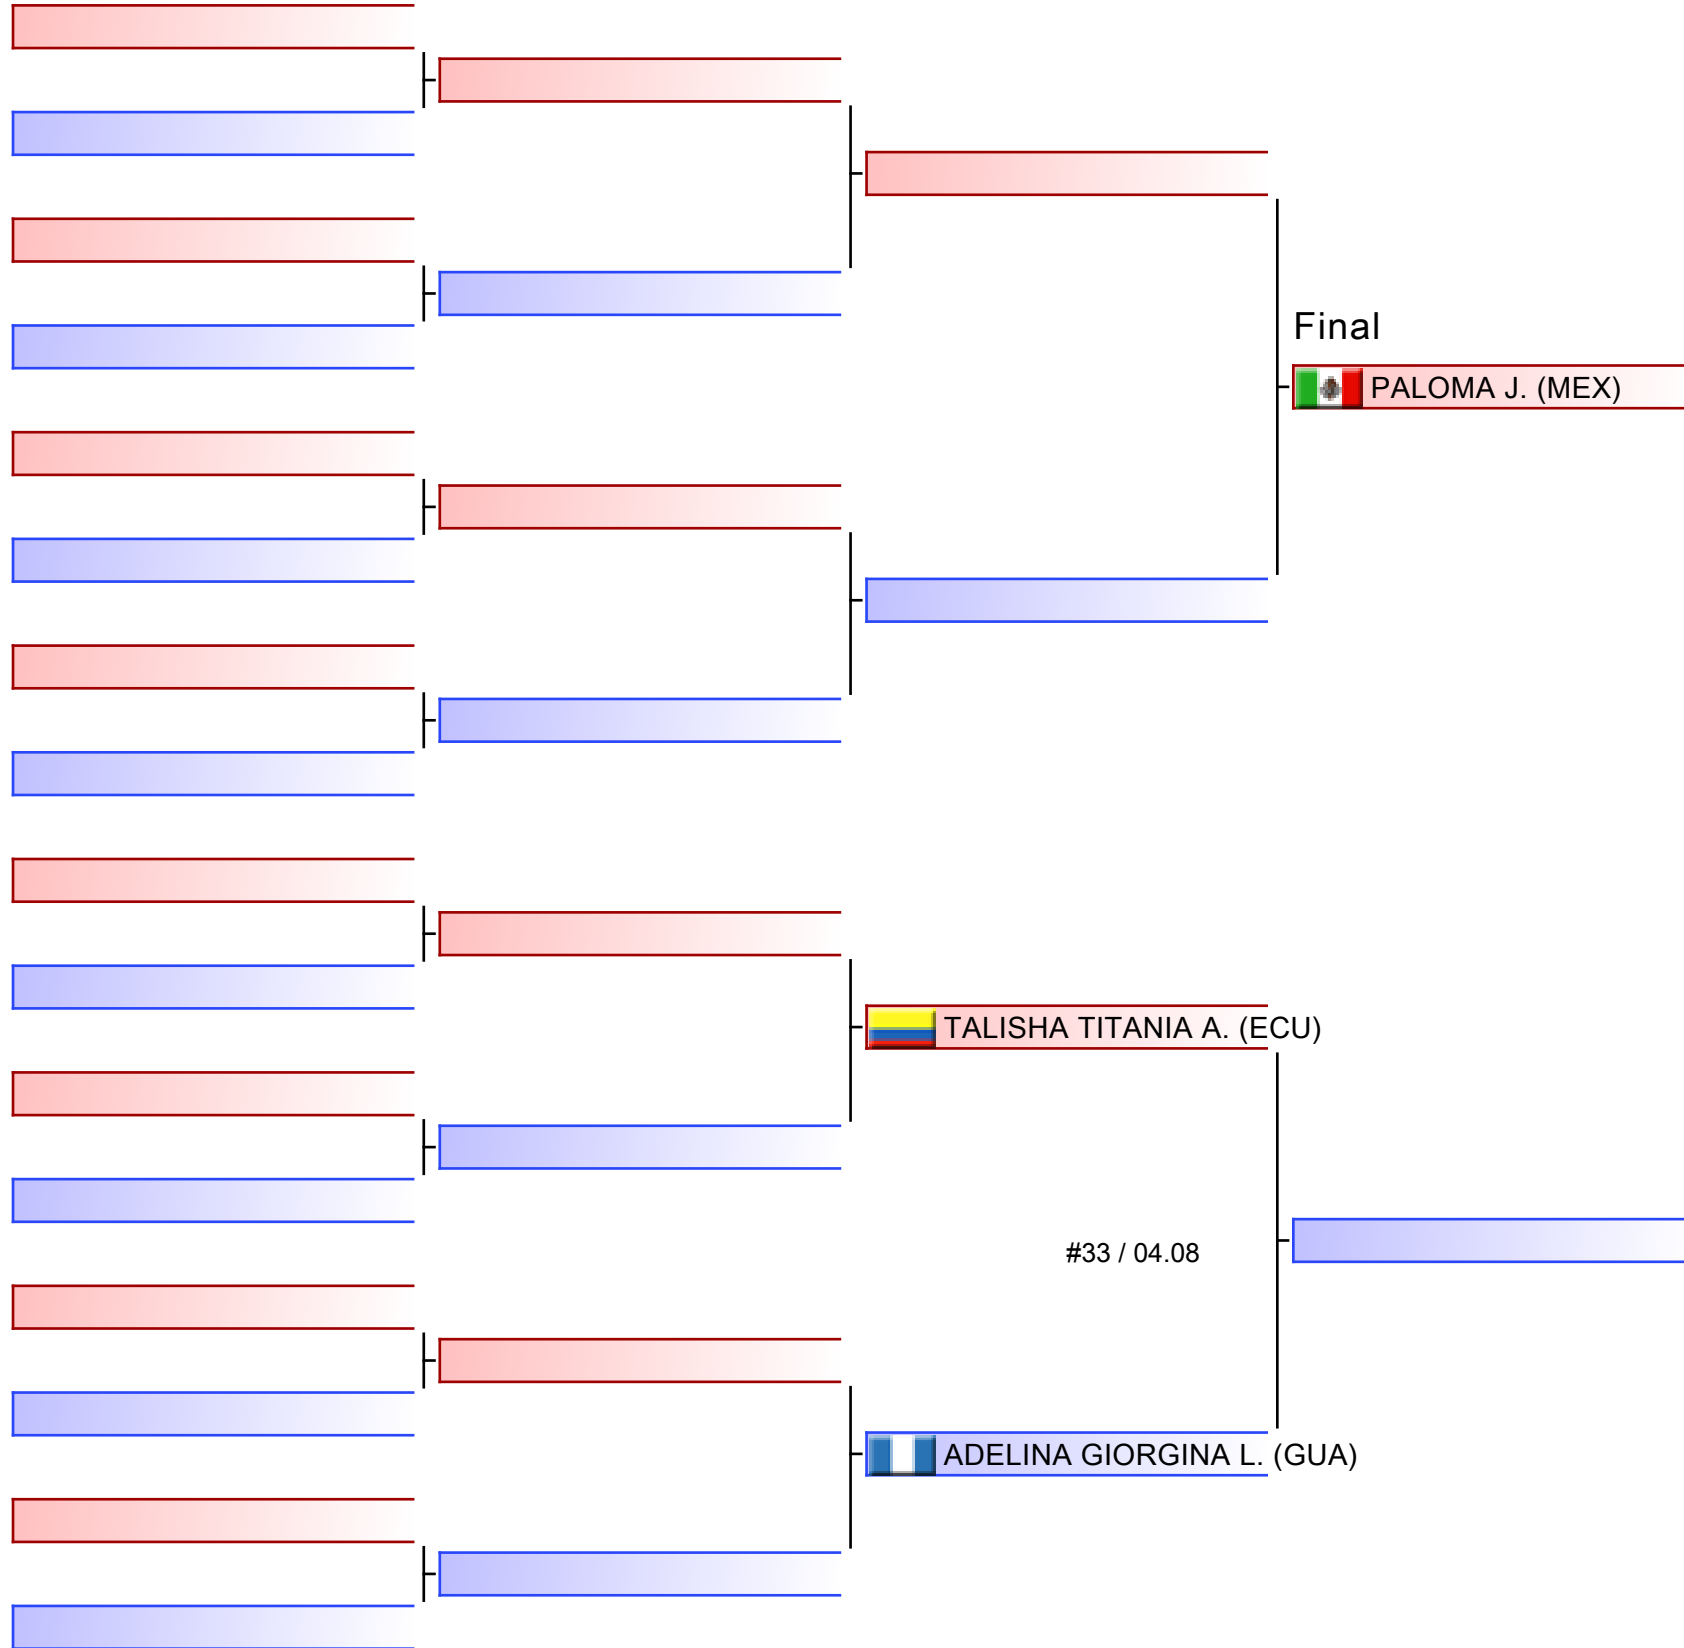 Final
PALOMA J. (MEX)
TALISHA TITANIA A. (ECU)
#33 / 04.08
ADELINA GIORGINA L. (GUA)